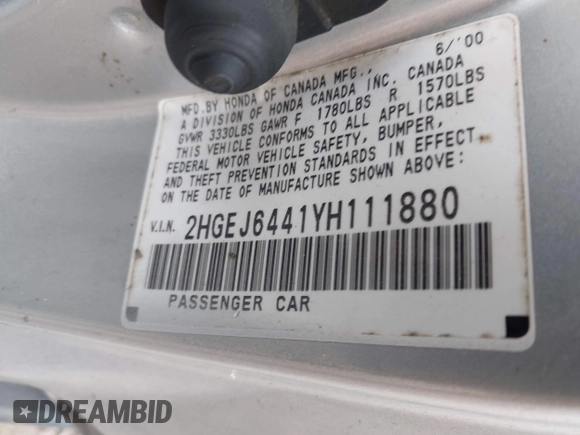 6/'00
MFD.BY HONDA OF CANADA MFG.,
A DIVISION OF HONDA CANADA INC. CANADA
GVWR 3330LBS GAWR F 1780LBS R 1570LBS
THIS VEHICLE CONFORMS TO ALL APPLICABLE
FEDERAL MOTOR VEHICLE SAFETY, BUMPER,
AND THEFT PREVENTION STANDARDS IN EFFECT
ON THE DATE OF MANUFACTURE SHOWN ABOVE:
V.I.N. 2HGEJ6441YH111880
PASSENGER CAR
DREAMBID